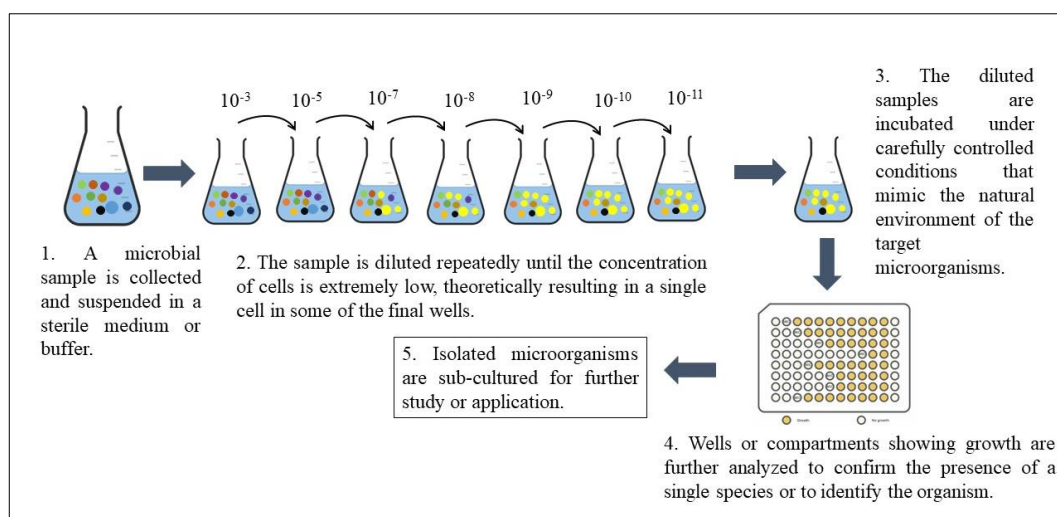 10-3 10-5 10-7 10-8 10-9 10-10 10-11
1. A microbial
sample is collected
and suspended in a
sterile medium or
buffer.
2. The sample is diluted repeatedly until the concentration
of cells is extremely low, theoretically resulting in a single
cell in some of the final wells.
3. The
diluted
samples are
incubated under
carefully controlled
conditions that
mimic the natural
environment of the
target
microorganisms.
Growth No growth
4. Wells or compartments showing growth are
further analyzed to confirm the presence of a
single species or to identify the organism.
5. Isolated microorganisms
are sub-cultured for further
study or application.